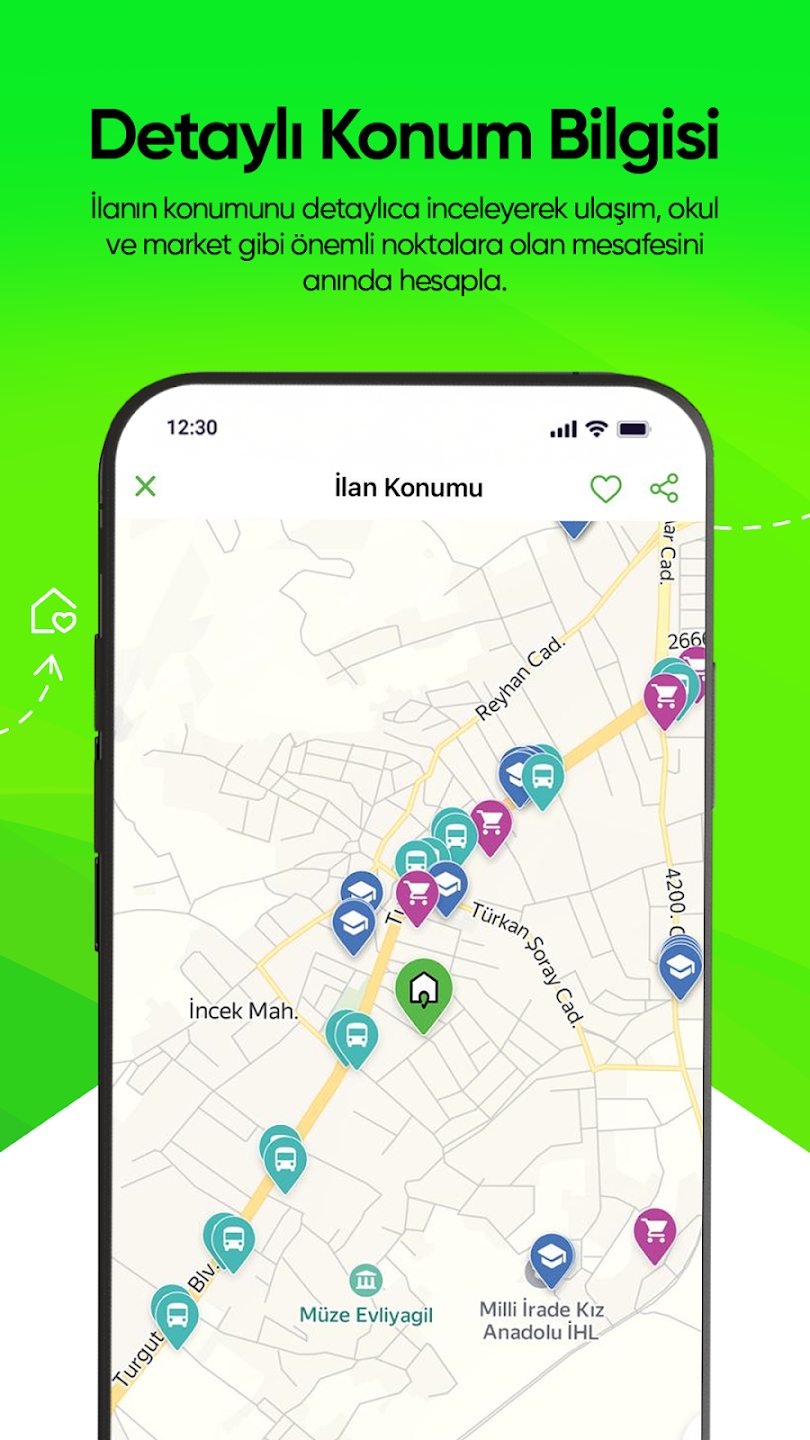 Detaylı Konum Bilgisi
İlanın konumunu detaylıca inceleyerek ulaşım, okul
ve market gibi önemli noktalara olan mesafesini
anında hesapla.
12:30
İlan Konumu
Cad.
Reyhan Cad.
4200.
Türkan Şoray Cad.
İncek Mah.
Turgut
Blv.
Müze Evliyagil
Milli İrade Kız
Anadolu İHL